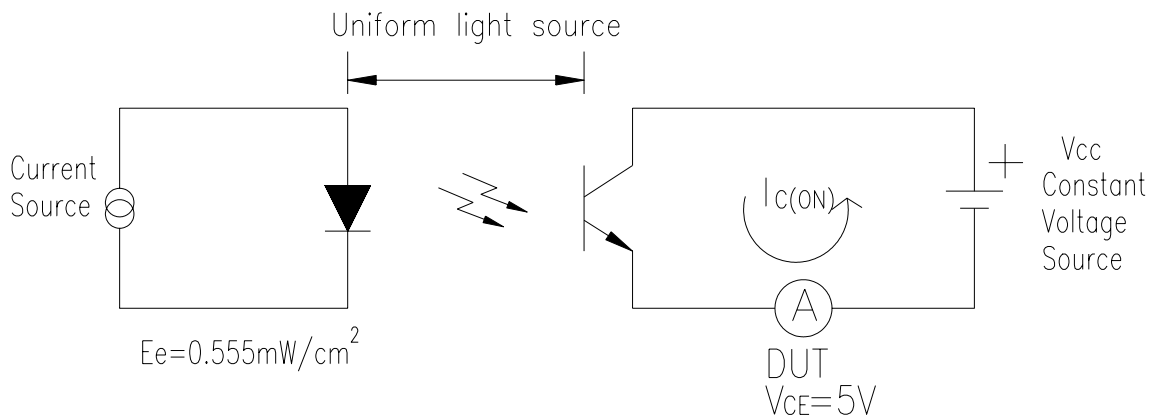 Uniform light source
Current
Source
IC(ON)
+
Vcc
Constant
Voltage
Source
A
Ee=0.555mW/cm²
DUT
VCE=5V